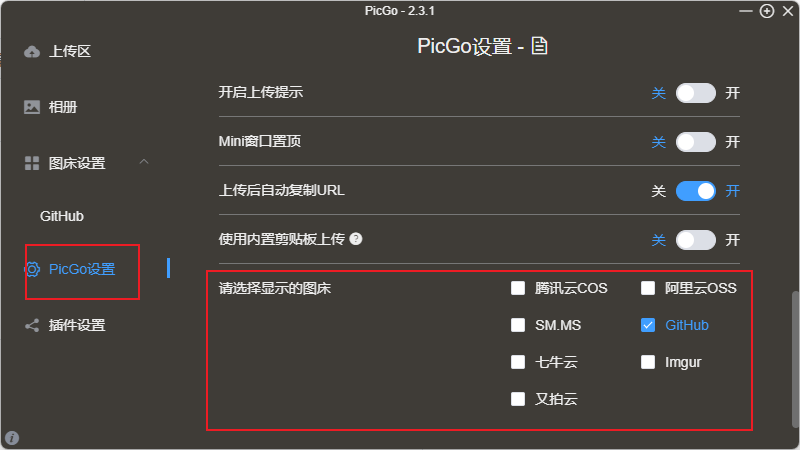 PicGo - 2.3.1
上传区
相册
图床设置
GitHub
PicGo设置
插件设置
PicGo设置 -
开启上传提示 关 开
Mini窗口置顶 关 开
上传后自动复制URL 关 开
使用内置剪贴板上传 ? 关 开
请选择显示的图床 腾讯云COS 阿里云OSS
SM.MS GitHub
七牛云 Imgur
又拍云